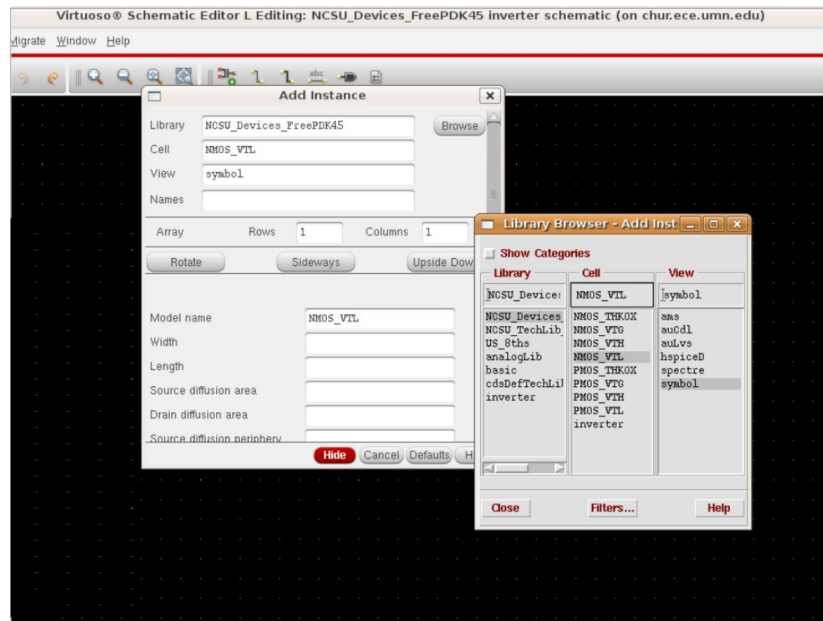 Virtuoso® Schematic Editor L Editing: NCSU_Devices_FreePDK45 inverter schematic (on chur.ece.umn.edu)
Migrate Window Help
abc
Add Instance
Library NCSU_Devices_FreePDK45 Browse
Cell NMOS_VTL
View symbol
Names
Array Rows 1 Columns 1
Rotate Sideways Upside Dow
Model name NMOS_VTL
Width
Length
Source diffusion area
Drain diffusion area
Source diffusion periphery
Hide Cancel Defaults H
Library Browser - Add Inst
Show Categories
Library Cell View
NCSU_Device: NMOS_VTL symbol
NCSU_Devices_ NMOS_THKOX ams
NCSU_TechLib_ NMOS_VTG auCdl
US_8ths NMOS_VTH auLvs
analogLib NMOS_VTL hspiceD
basic PMOS_THKOX spectre
cdsDefTechLi PMOS_VTG symbol
inverter PMOS_VTH
PMOS_VTL
inverter
Close Filters... Help